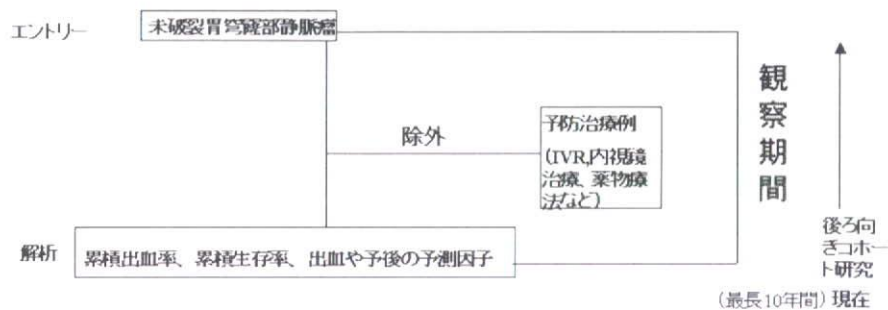 エントリー
未破裂胃穹窿部静脈瘤
除外
予防治療例
(IVR,内視鏡
治療、薬物療
法など)
観察期間
解析
累積出血率、累積生存率、出血や予後の予測因子
後ろ向
きコホー
ト研究
(最長10年間)現在